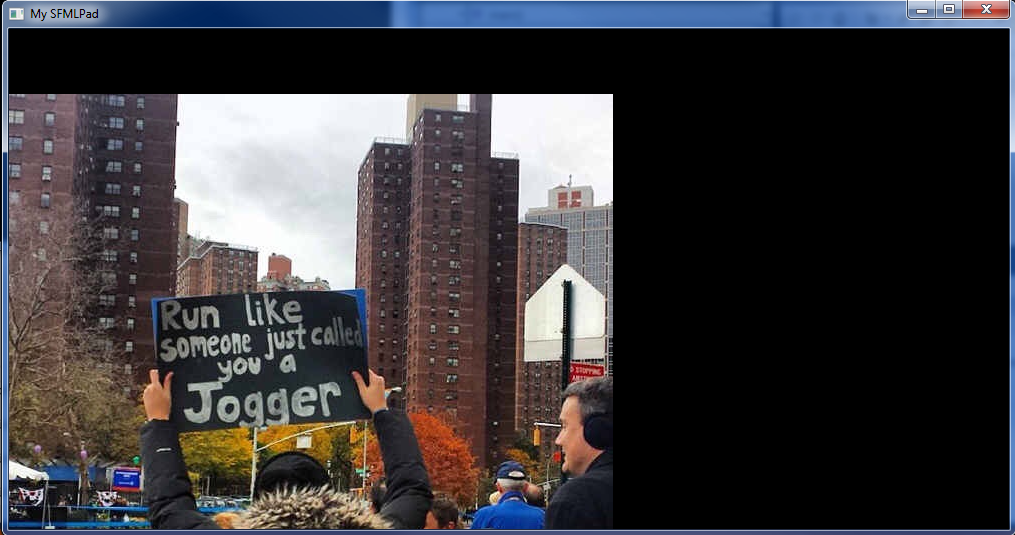 My SFMLPad
Run like
someone just called
you a
Jogger
STOPPING